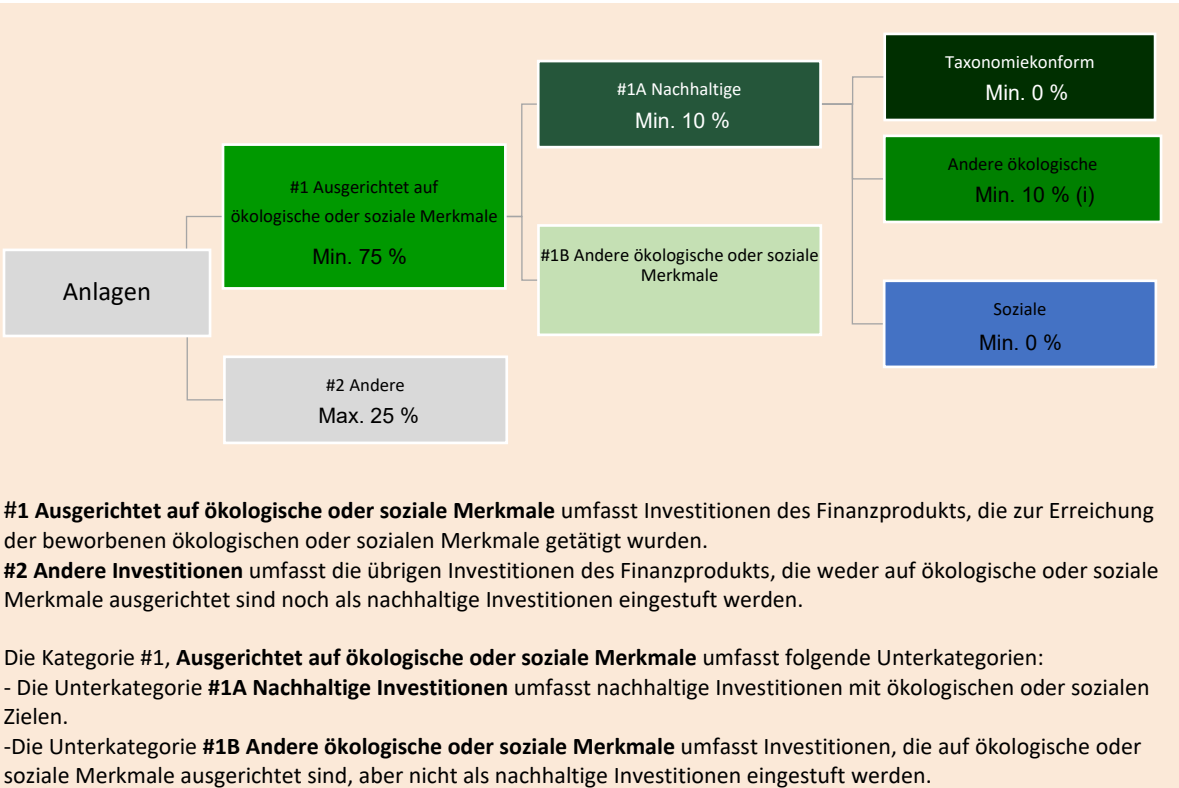 Anlagen
#1 Ausgerichtet auf
ökologische oder soziale Merkmale
Min. 75 %
#2 Andere
Max. 25 %
#1A Nachhaltige
Min. 10 %
#1B Andere ökologische oder soziale
Merkmale
Taxonomiekonform
Min. 0 %
Andere ökologische
Min. 10 % (i)
Soziale
Min. 0 %
#1 Ausgerichtet auf ökologische oder soziale Merkmale umfasst Investitionen des Finanzprodukts, die zur Erreichung
der beworbenen ökologischen oder sozialen Merkmale getätigt wurden.
#2 Andere Investitionen umfasst die übrigen Investitionen des Finanzprodukts, die weder auf ökologische oder soziale
Merkmale ausgerichtet sind noch als nachhaltige Investitionen eingestuft werden.
Die Kategorie #1, Ausgerichtet auf ökologische oder soziale Merkmale umfasst folgende Unterkategorien:
- Die Unterkategorie #1A Nachhaltige Investitionen umfasst nachhaltige Investitionen mit ökologischen oder sozialen
Zielen.
-Die Unterkategorie #1B Andere ökologische oder soziale Merkmale umfasst Investitionen, die auf ökologische oder
soziale Merkmale ausgerichtet sind, aber nicht als nachhaltige Investitionen eingestuft werden.